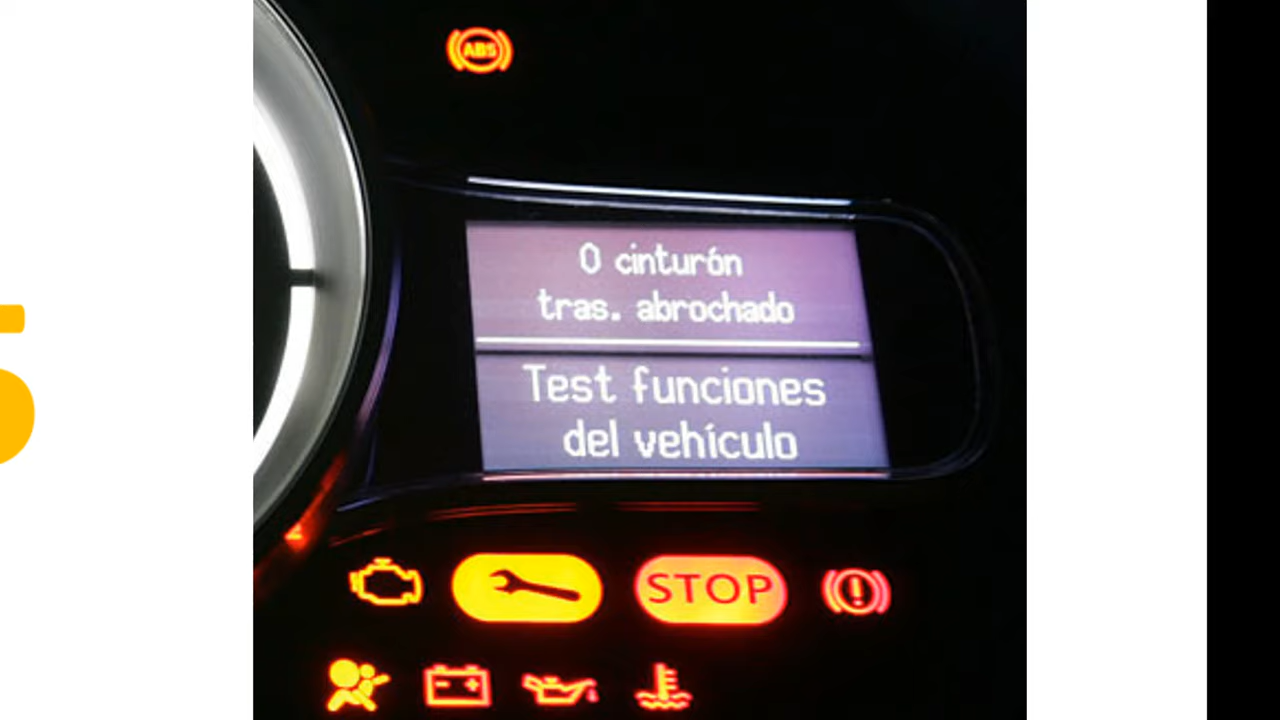 ABS
0 cinturón
tras. abrochado
Test funciones
del vehículo
STOP